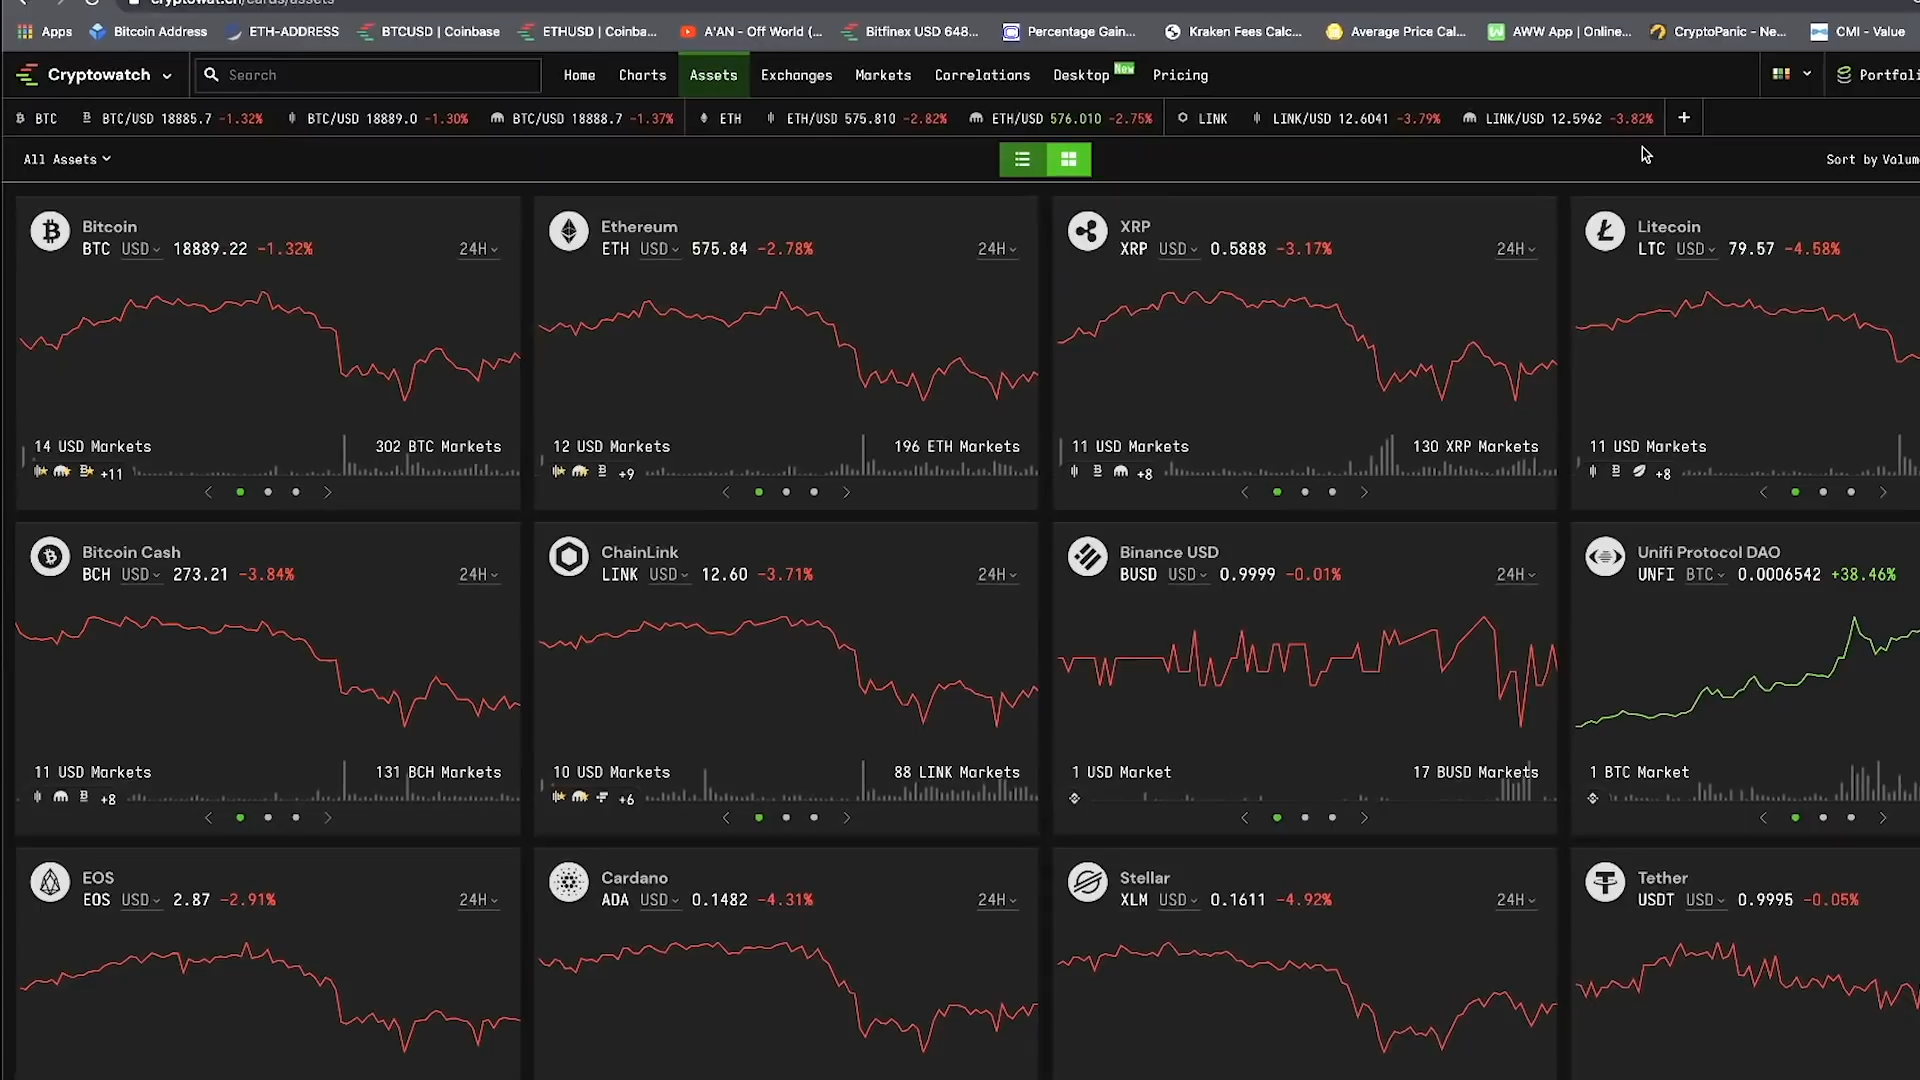 Apps Bitcoin Address ETH-ADDRESS BTCUSD | Coinbase ETHUSD | Coinba... A'AN - Off World (... Bitfinex USD 648... Percentage Gain... Kraken Fees Calc... Average Price Cal... AWW App | Online... CryptoPanic - Ne... CMI - Value
Cryptowatch Search Home Charts Assets Exchanges Markets Correlations Desktop New Pricing
BTC BTC/USD 18885.7 -1.32% BTC/USD 18889.0 -1.30% BTC/USD 18888.7 -1.37% ETH ETH/USD 575.810 -2.82% ETH/USD 576.010 -2.75% LINK LINK/USD 12.6041 -3.79% LINK/USD 12.5962 -3.82% +
All Assets Sort by
Bitcoin Ethereum XRP Litecoin
BTC USD 18889.22 -1.32% 24H ETH USD 575.84 -2.78% 24H XRP USD 0.5888 -3.17% 24H LTC USD 79.57 -4.58%
14 USD Markets 302 BTC Markets 12 USD Markets 196 ETH Markets 11 USD Markets 130 XRP Markets 11 USD Markets
+11 +9 +8 +8
Bitcoin Cash ChainLink Binance USD Unifi Protocol DAO
BCH USD 273.21 -3.84% 24H LINK USD 12.60 -3.71% 24H BUSD USD 0.9999 -0.01% 24H UNFI BTC 0.0006542 +38.46%
11 USD Markets 131 BCH Markets 10 USD Markets 88 LINK Markets 1 USD Market 17 BUSD Markets 1 BTC Market
+8 +6
EOS Cardano Stellar Tether
EOS USD 2.87 -2.91% 24H ADA USD 0.1482 -4.31% 24H XLM USD 0.1611 -4.92% 24H USDT USD 0.9995 -0.05%